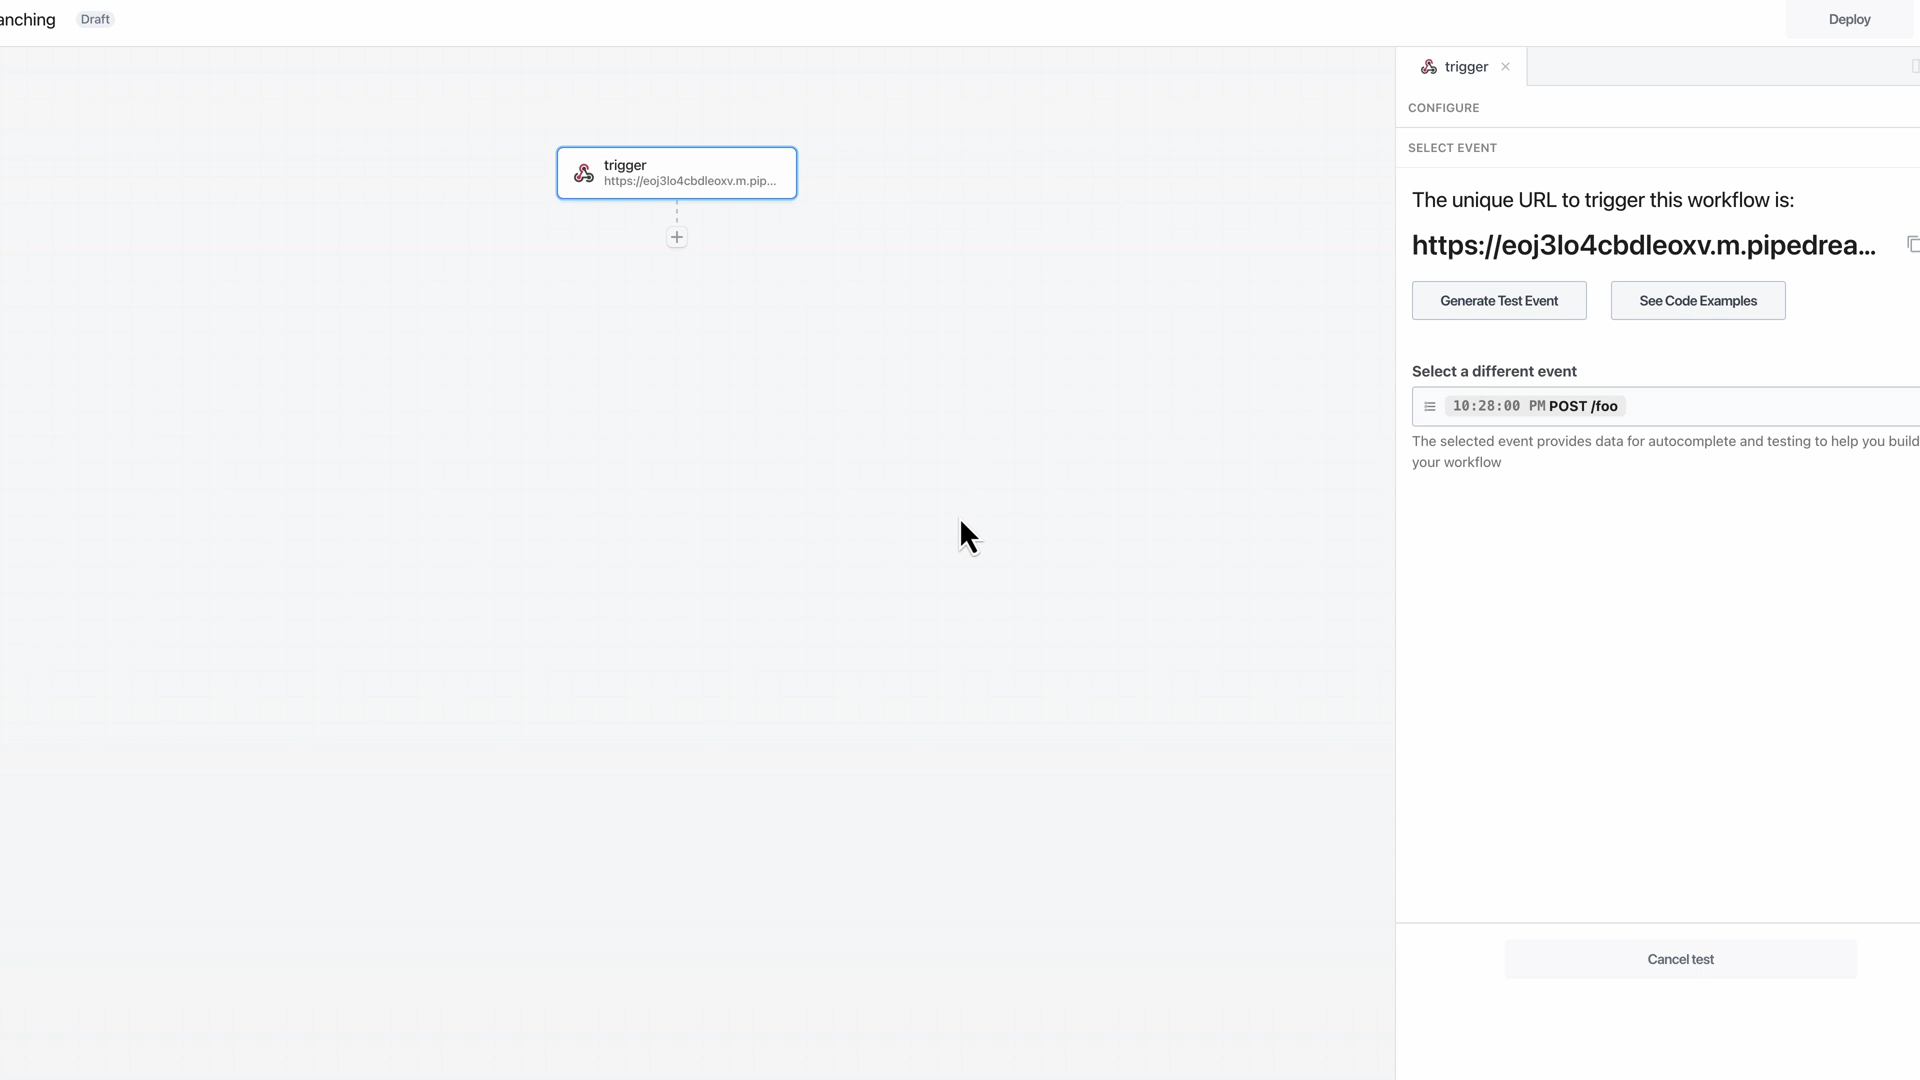 anching
Draft
Deploy
trigger
CONFIGURE
SELECT EVENT
trigger
https://eoj3lo4cbdleoxv.m.pip...
The unique URL to trigger this workflow is:
https://eoj3lo4cbdleoxv.m.pipedrea...
Generate Test Event
See Code Examples
Select a different event
10:28:00 PM POST /foo
The selected event provides data for autocomplete and testing to help you build
your workflow
Cancel test